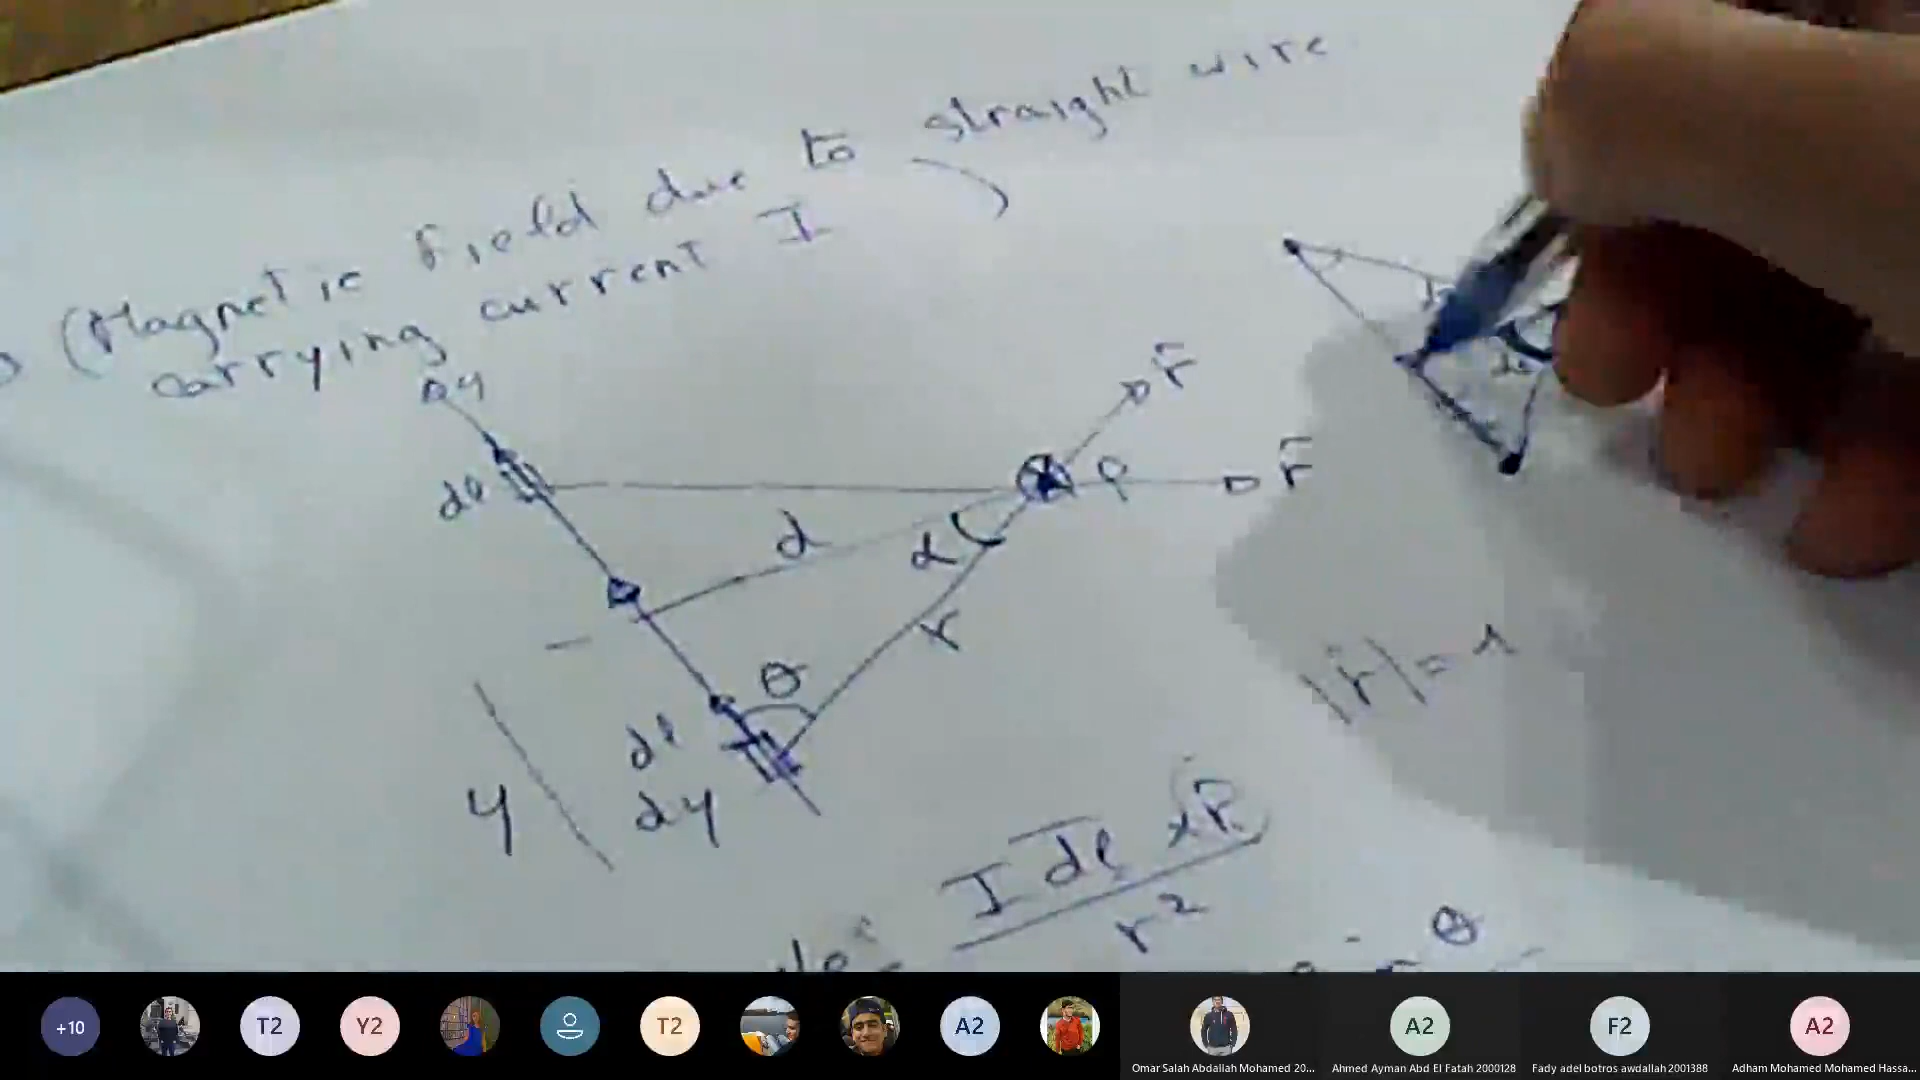 (Magnetic field due to straight wire
carrying current I )
y
dl
d
α
P
r̂
r̂
r
θ
dl
dy
y
|r̂| = 1
I dl x r̂
r²
θ
+10
T2
Y2
T2
A2
Omar Salah Abdallah Mohamed 20...
A2
Ahmed Ayman Abd El Fatah 2000128
F2
Fady adel botros awdallah 2001388
A2
Adham Mohamed Mohamed Hassa...